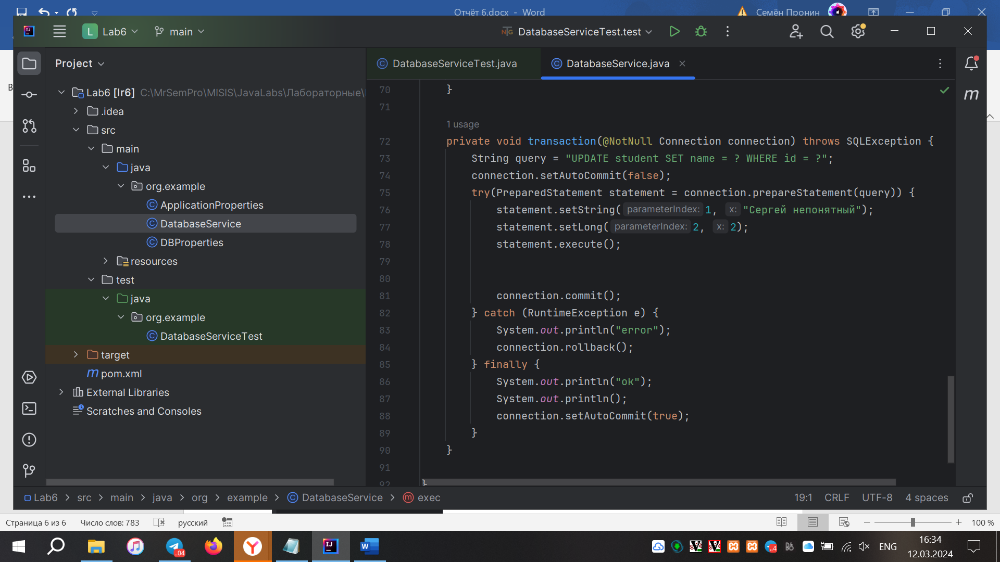 Отчёт 6.docx - Word
Семён Пронин
L Lab6
main
DatabaseServiceTest.test
Project
DatabaseServiceTest.java
DatabaseService.java
Lab6 [lr6] C:\MrSemPro\MISIS\JavaLabs\Лабораторные\
.idea
src
main
java
org.example
ApplicationProperties
DatabaseService
DBProperties
resources
test
java
org.example
DatabaseServiceTest
target
pom.xml
External Libraries
Scratches and Consoles
70 }
71
1 usage
72 private void transaction(@NotNull Connection connection) throws SQLException {
73 String query = "UPDATE student SET name = ? WHERE id = ?";
74 connection.setAutoCommit(false);
75 try(PreparedStatement statement = connection.prepareStatement(query)) {
76 statement.setString( parameterIndex: 1, x: "Сергей непонятный");
77 statement.setLong( parameterIndex: 2, x: 2);
78 statement.execute();
79
80
81 connection.commit();
82 } catch (RuntimeException e) {
83 System.out.println("error");
84 connection.rollback();
85 } finally {
86 System.out.println("ok");
87 System.out.println();
88 connection.setAutoCommit(true);
89 }
90 }
91
92 }
Lab6 > src > main > java > org > example > DatabaseService > exec
19:1 CRLF UTF-8 4 spaces
Страница 6 из 6 Число слов: 783 русский
100 %
ENG
16:34
12.03.2024